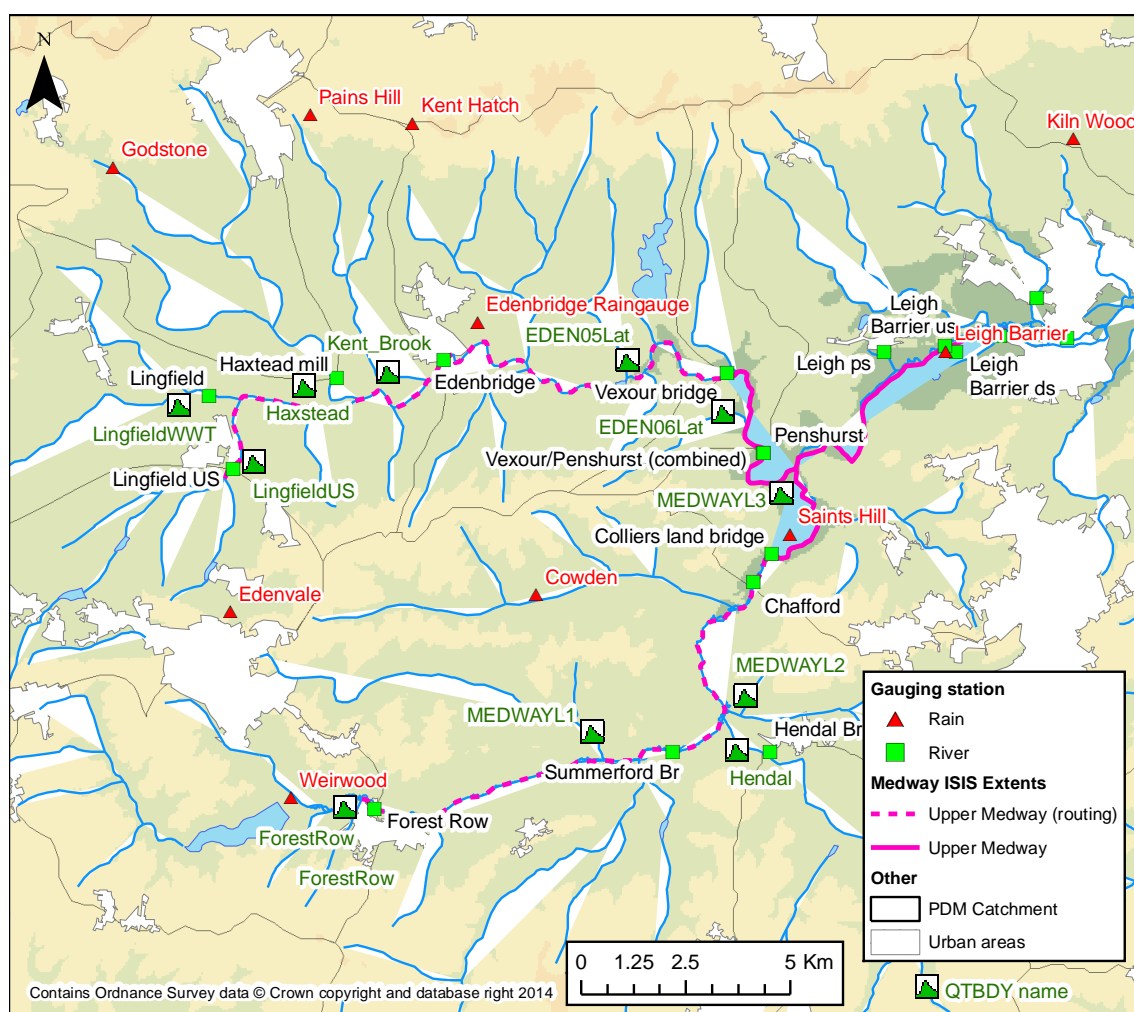 N
Pains Hill
Kent Hatch
Kiln Wood
Godstone
Edenbridge Raingauge
Leigh
Barrier us
Leigh Barrier
EDEN05Lat
Kent_Brook
Haxtead mill
Leigh ps
Leigh
Barrier ds
Lingfield
Edenbridge
Vexour bridge
Haxstead
EDEN06Lat
LingfieldWWT
Penshurst
Vexour/Penshurst (combined)
Lingfield US
LingfieldUS
MEDWAYL3
Saints Hill
Colliers land bridge
Edenvale
Cowden
Chafford
MEDWAYL2
MEDWAYL1
Hendal Br
Summerford Br
Hendal
Weirwood
Forest Row
ForestRow
ForestRow
Gauging station
Rain
River
Medway ISIS Extents
Upper Medway (routing)
Upper Medway
Other
PDM Catchment
Urban areas
0 1.25 2.5 5 Km
QTBDY name
Contains Ordnance Survey data © Crown copyright and database right 2014